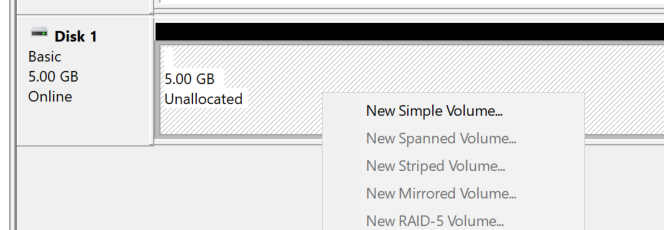 Disk 1
Basic
5.00 GB
Online
5.00 GB
Unallocated
New Simple Volume...
New Spanned Volume...
New Striped Volume...
New Mirrored Volume...
New RAID-5 Volume...